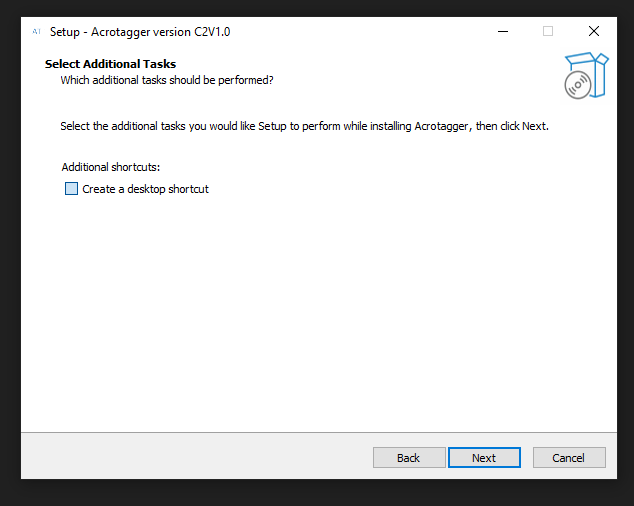 Setup - Acrotagger version C2V1.0
Select Additional Tasks
Which additional tasks should be performed?
Select the additional tasks you would like Setup to perform while installing Acrotagger, then click Next.
Additional shortcuts:
Create a desktop shortcut
Back Next Cancel